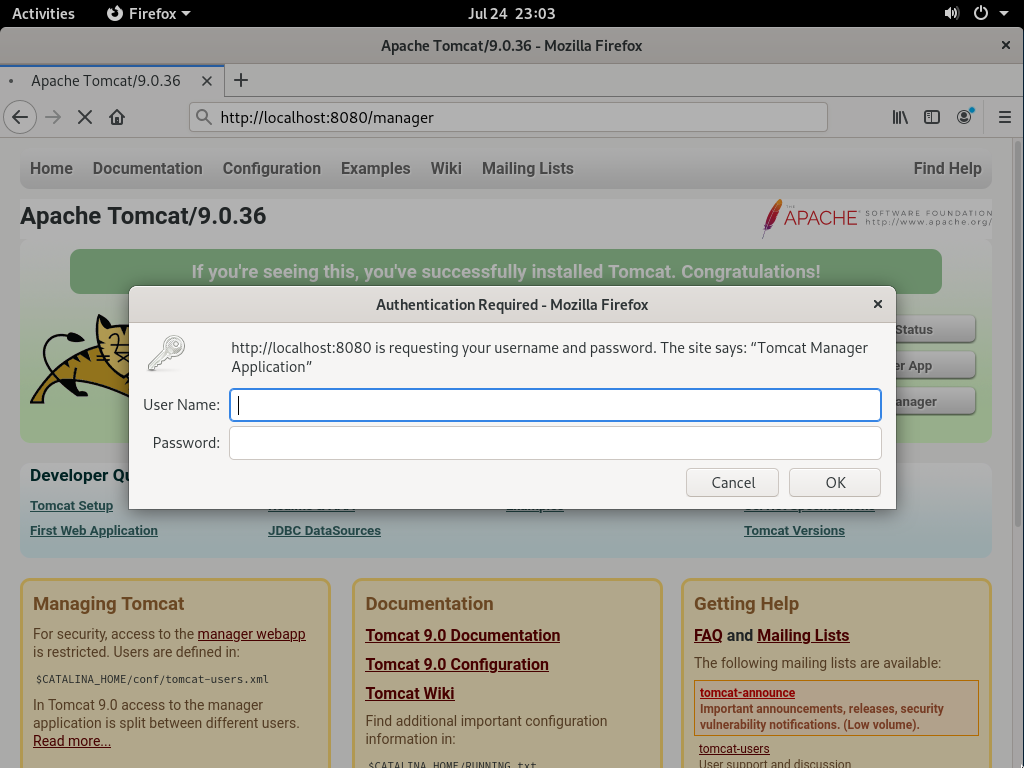 Activities Firefox Jul 24 23:03
Apache Tomcat/9.0.36 - Mozilla Firefox
Apache Tomcat/9.0.36
http://localhost:8080/manager
Home Documentation Configuration Examples Wiki Mailing Lists Find Help
Apache Tomcat/9.0.36
THE APACHE SOFTWARE FOUNDATION
http://www.apache.org/
If you're seeing this, you've successfully installed Tomcat. Congratulations!
Authentication Required - Mozilla Firefox
Status
http://localhost:8080 is requesting your username and password. The site says: “Tomcat Manager
Application”
App
User Name:
Password:
Cancel OK
Developer
Tomcat Setup
First Web Application JDBC DataSources Tomcat Versions
Managing Tomcat
For security, access to the manager webapp
is restricted. Users are defined in:
$CATALINA_HOME/conf/tomcat-users.xml
In Tomcat 9.0 access to the manager
application is split between different users.
Read more...
Documentation
Tomcat 9.0 Documentation
Tomcat 9.0 Configuration
Tomcat Wiki
Find additional important configuration
information in:
$CATALINA_HOME/RUNNING.txt
Getting Help
FAQ and Mailing Lists
The following mailing lists are available:
tomcat-announce
Important announcements, releases, security
vulnerability notifications. (Low volume).
tomcat-users
User support and discussion